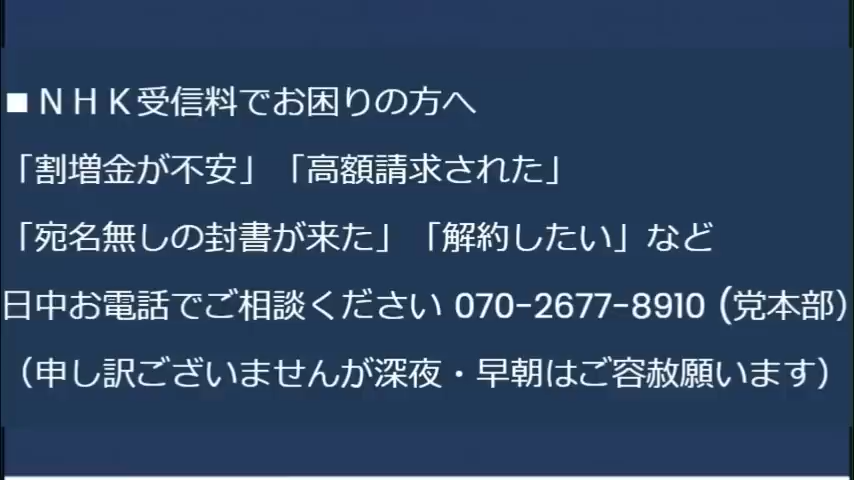 ■ＮＨＫ受信料でお困りの方へ
「割増金が不安」「高額請求された」
「宛名無しの封書が来た」「解約したい」など
日中お電話でご相談ください 070-2677-8910 (党本部)
（申し訳ございませんが深夜・早朝はご容赦願います）